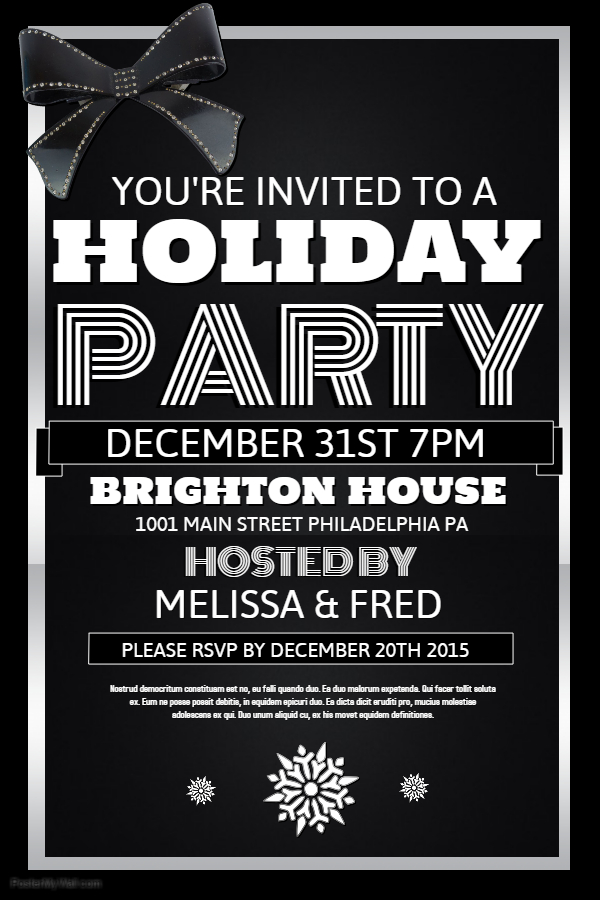 YOU'RE INVITED TO A
HOLIDAY
PARTY
DECEMBER 31ST 7PM
BRIGHTON HOUSE
1001 MAIN STREET PHILADELPHIA PA
HOSTED BY
MELISSA & FRED
PLEASE RSVP BY DECEMBER 20TH 2015
Nostrud democritum constituam est no, eu falli quando duo. Ea duo malorum expetenda. Qui facer tollit soluta
ex. Eum ne posse possit debitis, in equidem epicuri duo. Ea dicta dicit eruditi pro, mucius molestiae
adolescens ex qui. Duo unum aliquid cu, ex his movet equidem definitiones.
PosterMyWall.com